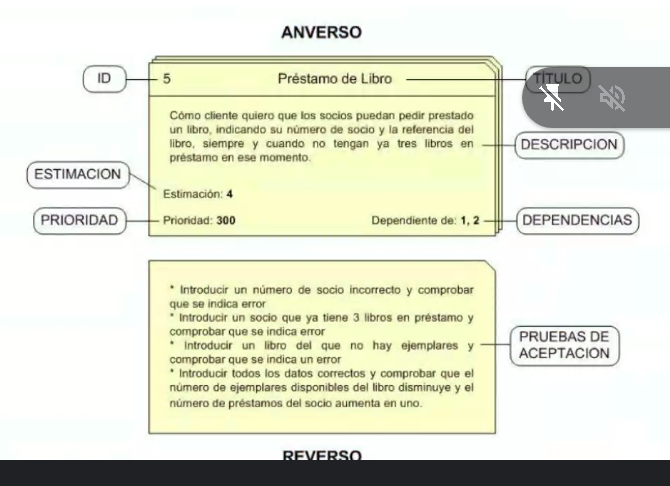 ANVERSO
ID
5
Préstamo de Libro
TÍTULO
Cómo cliente quiero que los socios puedan pedir prestado
un libro, indicando su número de socio y la referencia del
libro, siempre y cuando no tengan ya tres libros en
préstamo en ese momento.
DESCRIPCION
ESTIMACION
Estimación: 4
PRIORIDAD
Prioridad: 300
Dependiente de: 1, 2
DEPENDENCIAS
* Introducir un número de socio incorrecto y comprobar
que se indica error
* Introducir un socio que ya tiene 3 libros en préstamo y
comprobar que se indica error
* Introducir un libro del que no hay ejemplares y
comprobar que se indica un error
* Introducir todos los datos correctos y comprobar que el
número de ejemplares disponibles del libro disminuye y el
número de préstamos del socio aumenta en uno.
PRUEBAS DE
ACEPTACION
REVERSO